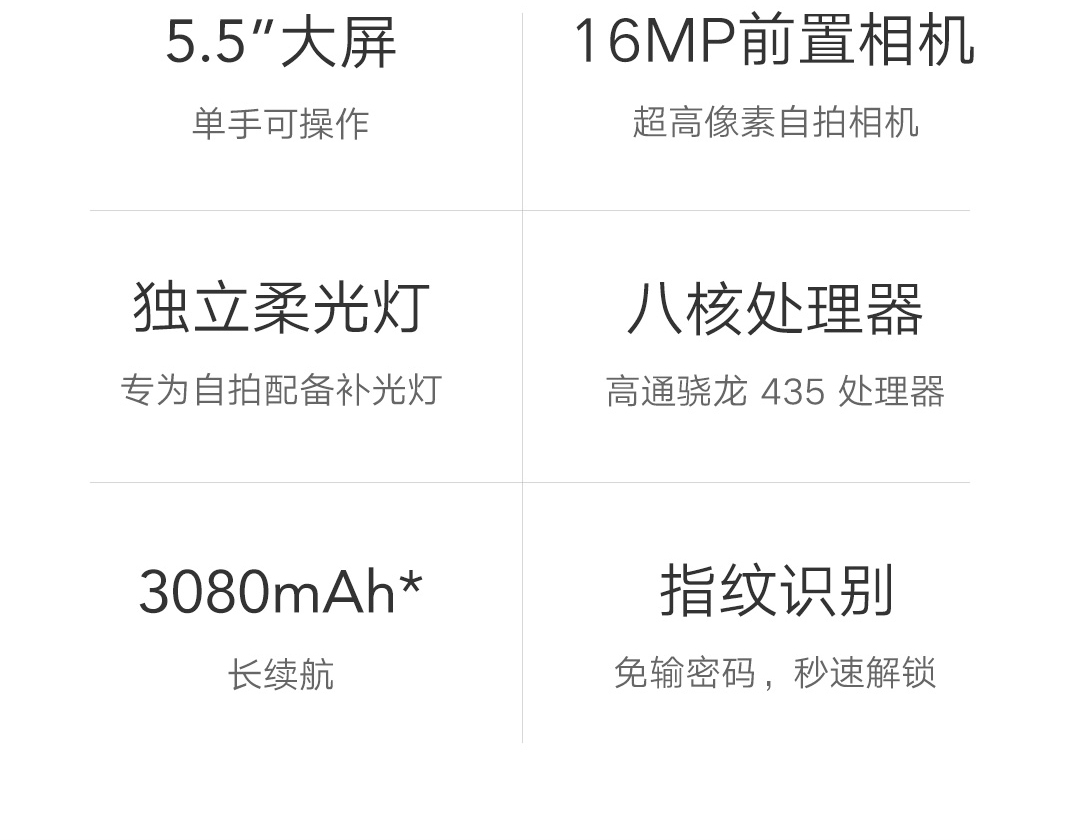 5.5″大屏
单手可操作
16MP前置相机
超高像素自拍相机
独立柔光灯
专为自拍配备补光灯
八核处理器
高通骁龙 435 处理器
3080mAh*
长续航
指纹识别
免输密码，秒速解锁